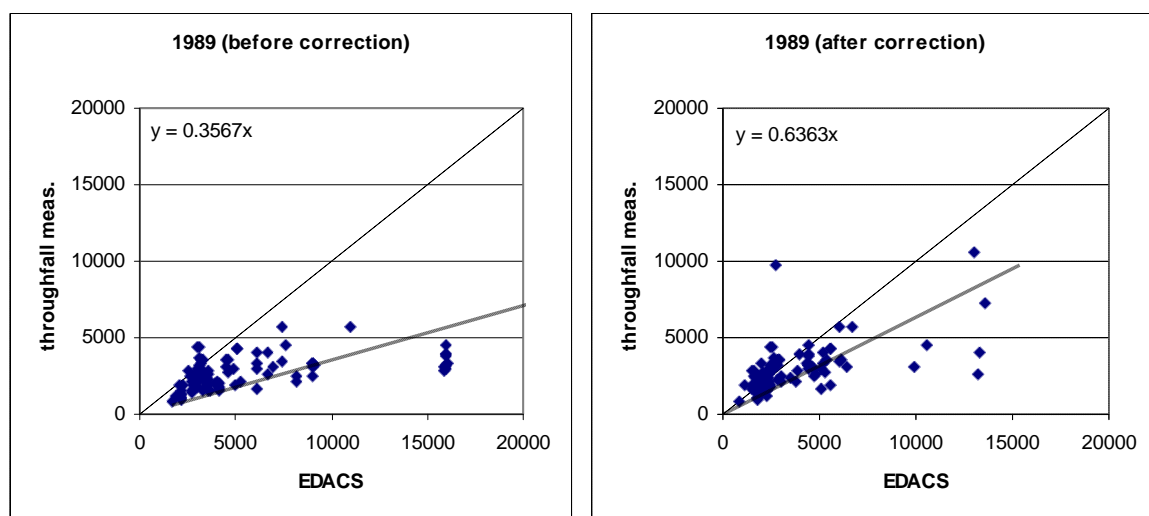 1989 (before correction)
20000
15000
10000
5000
0
y = 0.3567x
throughfall meas.
0 5000 10000 15000 20000
EDACS
1989 (after correction)
20000
15000
10000
5000
0
y = 0.6363x
throughfall meas.
0 5000 10000 15000 20000
EDACS